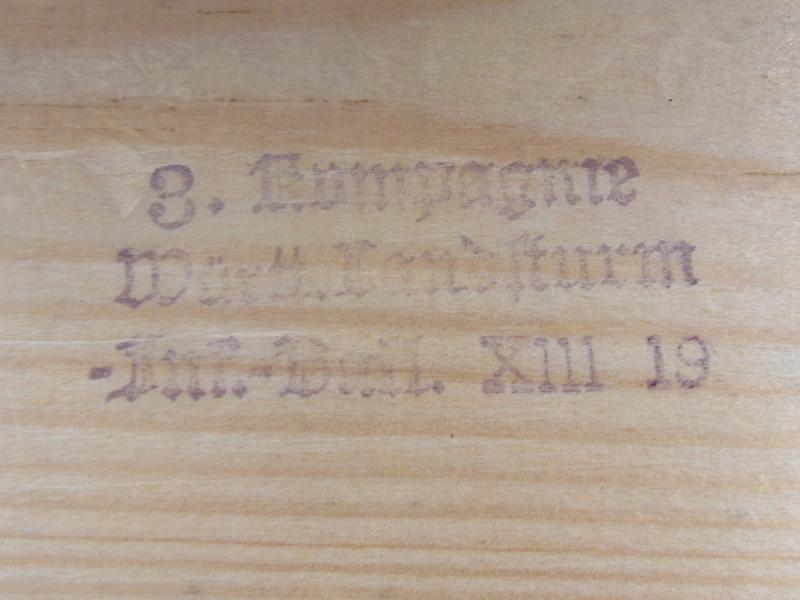 3. Kompagnie
Württ. Landsturm
-Inf.-Batl. XIII 19